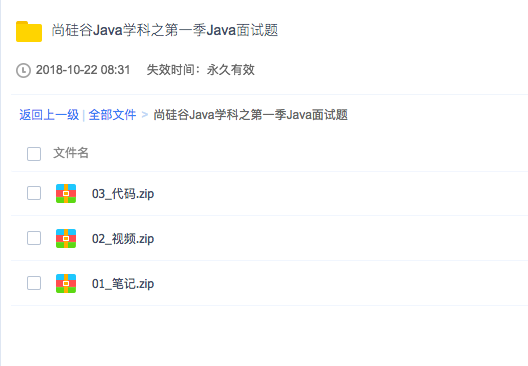 尚硅谷Java学科之第一季Java面试题
2018-10-22 08:31 失效时间：永久有效
返回上一级 | 全部文件 > 尚硅谷Java学科之第一季Java面试题
文件名
03_代码.zip
02_视频.zip
01_笔记.zip